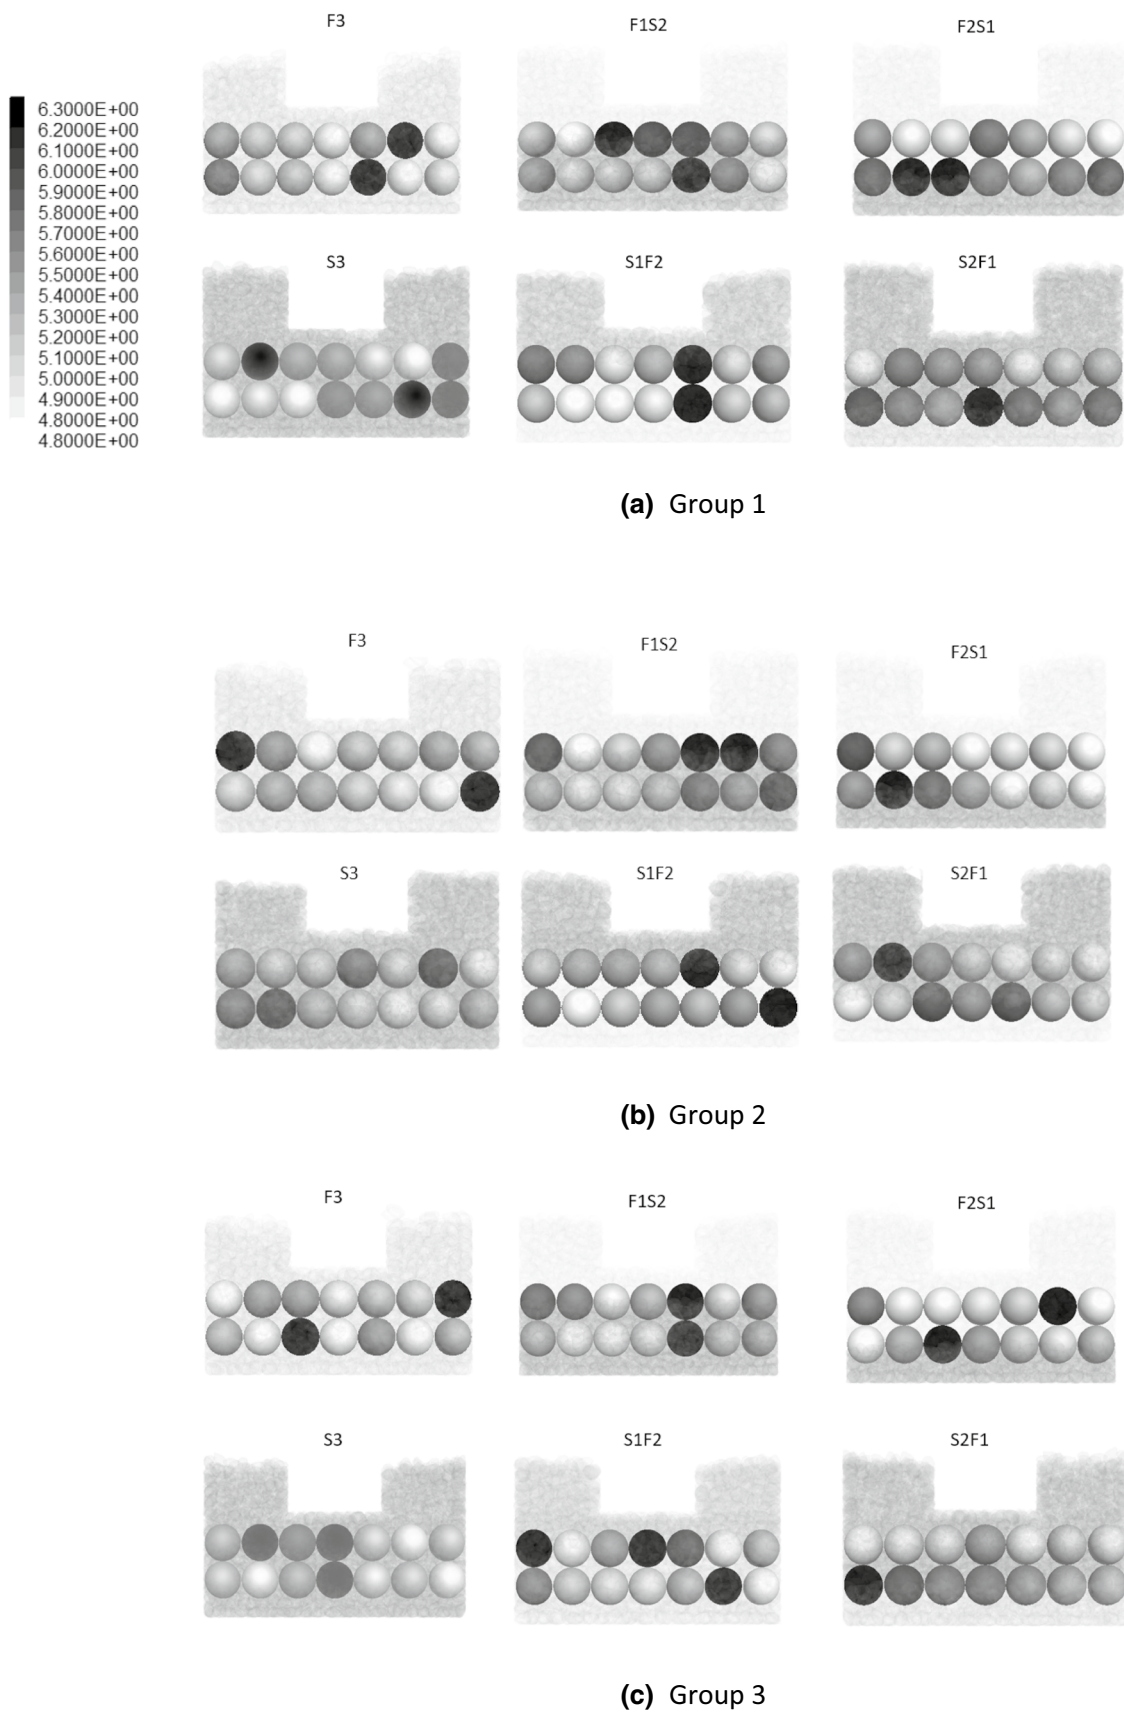 F3
F1S2
F2S1
6.3000E+00
6.2000E+00
6.1000E+00
6.0000E+00
5.9000E+00
5.8000E+00
5.7000E+00
5.6000E+00
5.5000E+00
5.4000E+00
5.3000E+00
5.2000E+00
5.1000E+00
5.0000E+00
4.9000E+00
4.8000E+00
4.8000E+00
S3
S1F2
S2F1
(a) Group 1
F3
F1S2
F2S1
S3
S1F2
S2F1
(b) Group 2
F3
F1S2
F2S1
S3
S1F2
S2F1
(c) Group 3